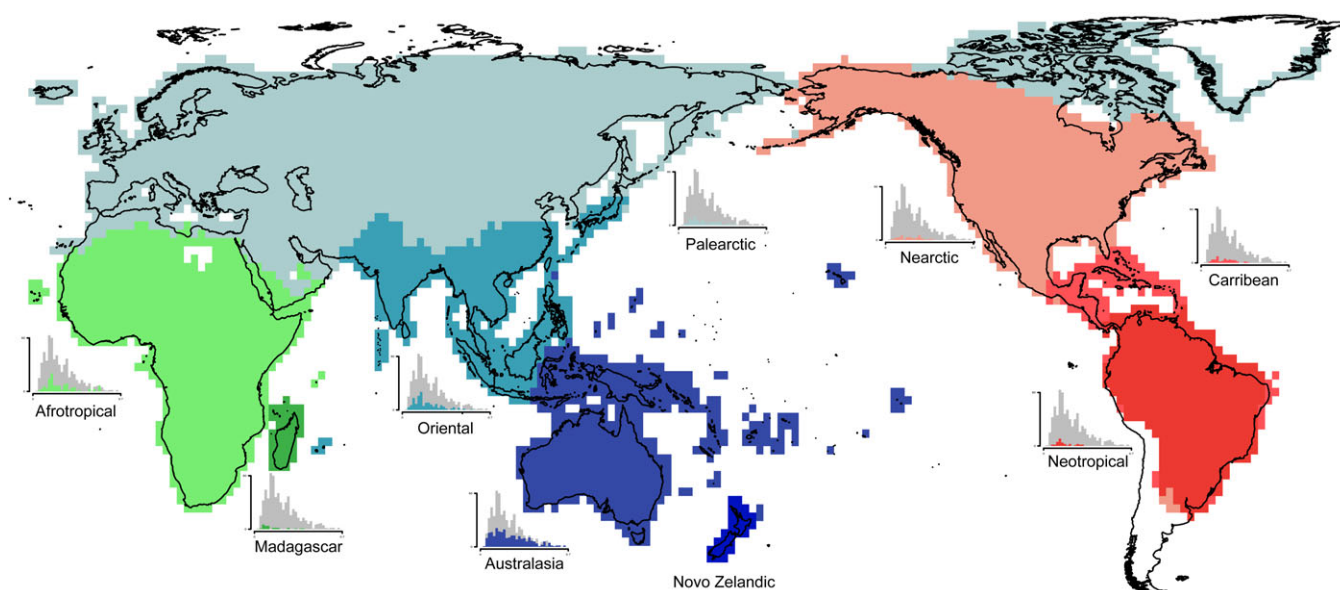 Palearctic
Nearctic
Carribean
Afrotropical
Oriental
Neotropical
Madagascar
Australasia
Novo Zelandic